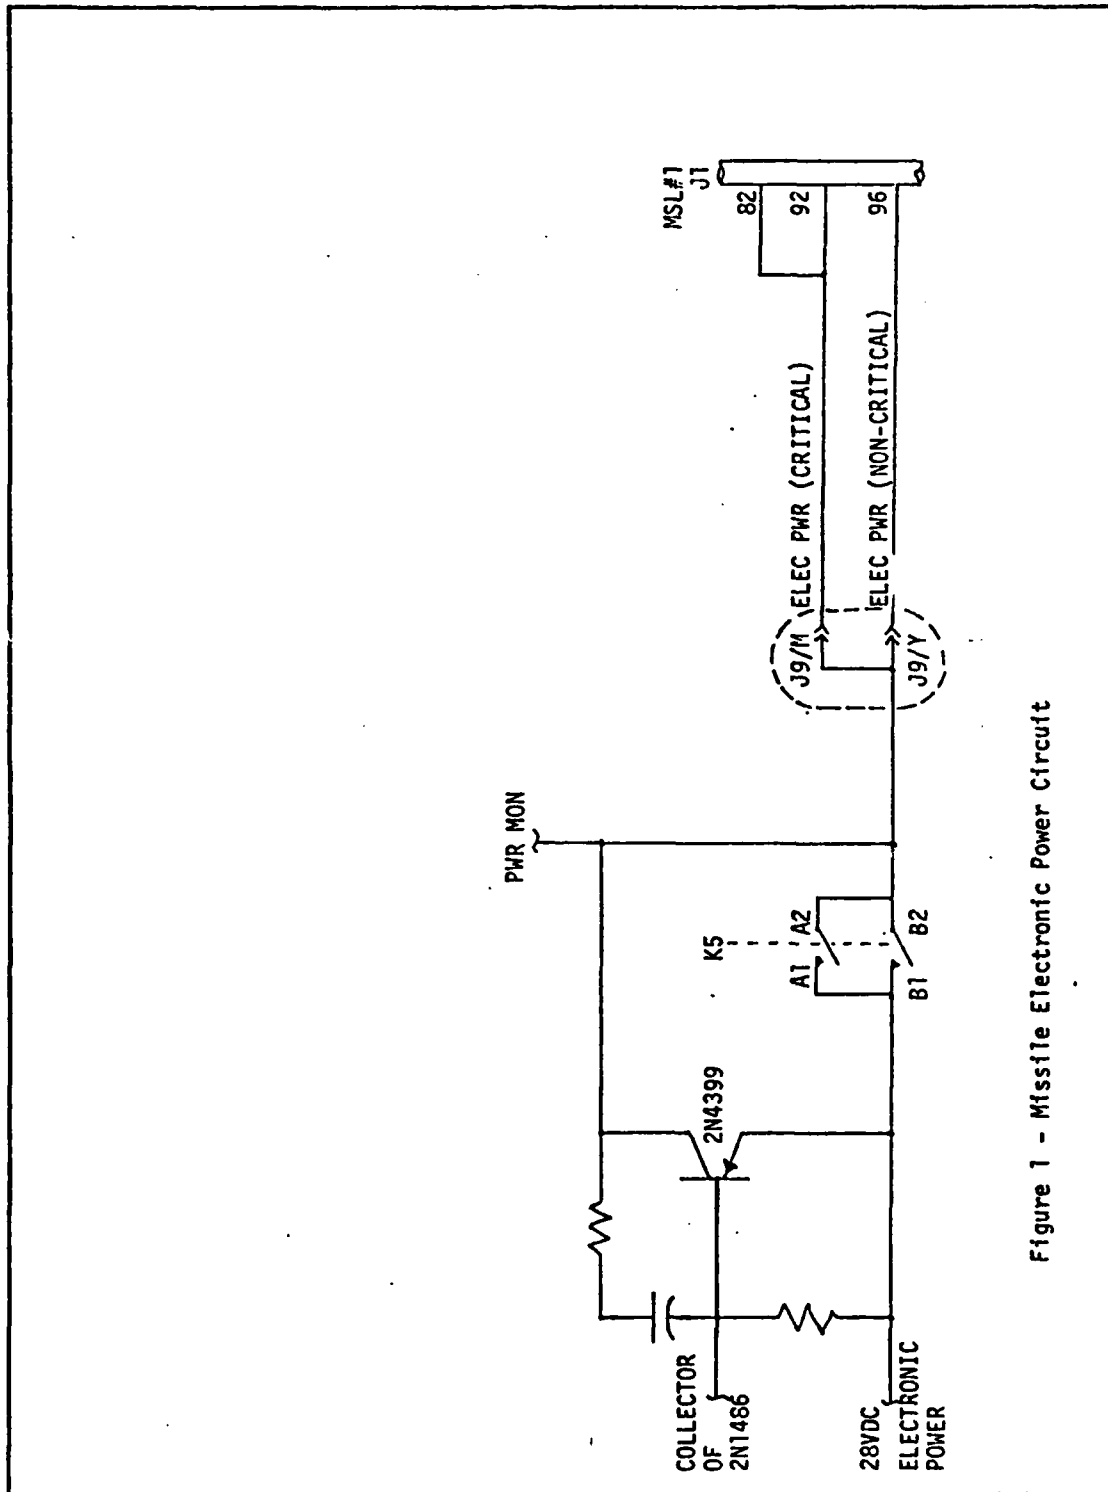 MSL#1
J1
82
92
96
ELEC PWR (CRITICAL)
ELEC PWR (NON-CRITICAL)
J9/M
J9/Y
PWR MON
K5
A1
A2
B1
B2
2N4399
COLLECTOR
OF
2N1486
28VDC
ELECTRONIC
POWER
Figure 1 - Missile Electronic Power Circuit